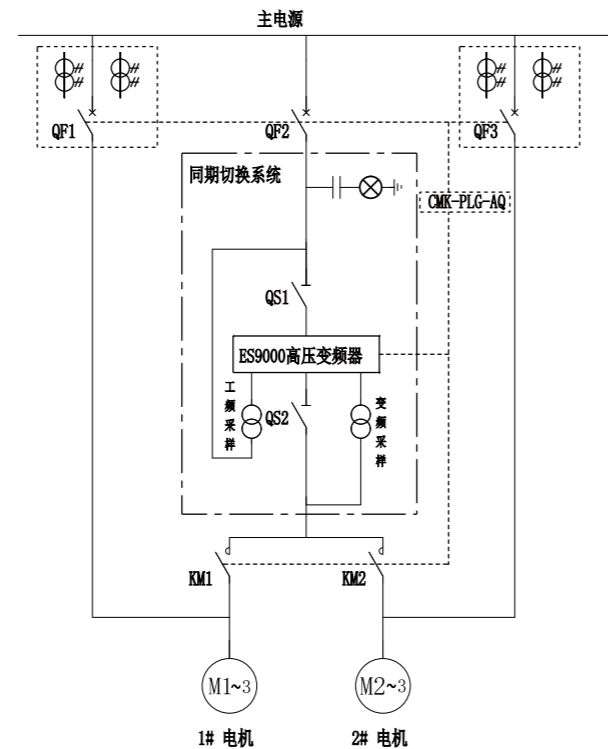 主电源
QF1
QF2
QF3
同期切换系统
CMK-PLG-AQ
QS1
ES9000高压变频器
工频采样
QS2
变频采样
KM1
KM2
M1~3
M2~3
1# 电机
2# 电机